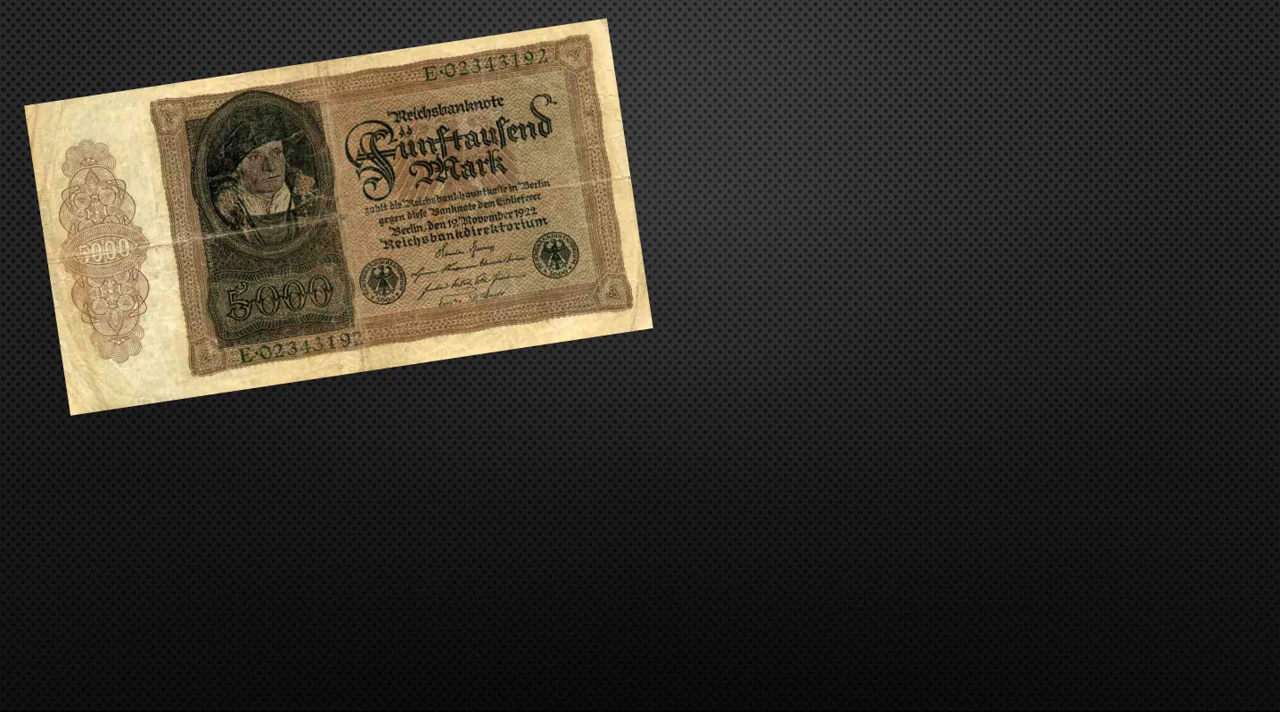 E·02343192
Reichsbanknote
Fünftausend
Mark
zahlt die Reichsbankhauptkasse in Berlin
gegen diese Banknote dem Einlieferer
Berlin, den 19. November 1922
Reichsbankdirektorium
5000
5000
E·02343192